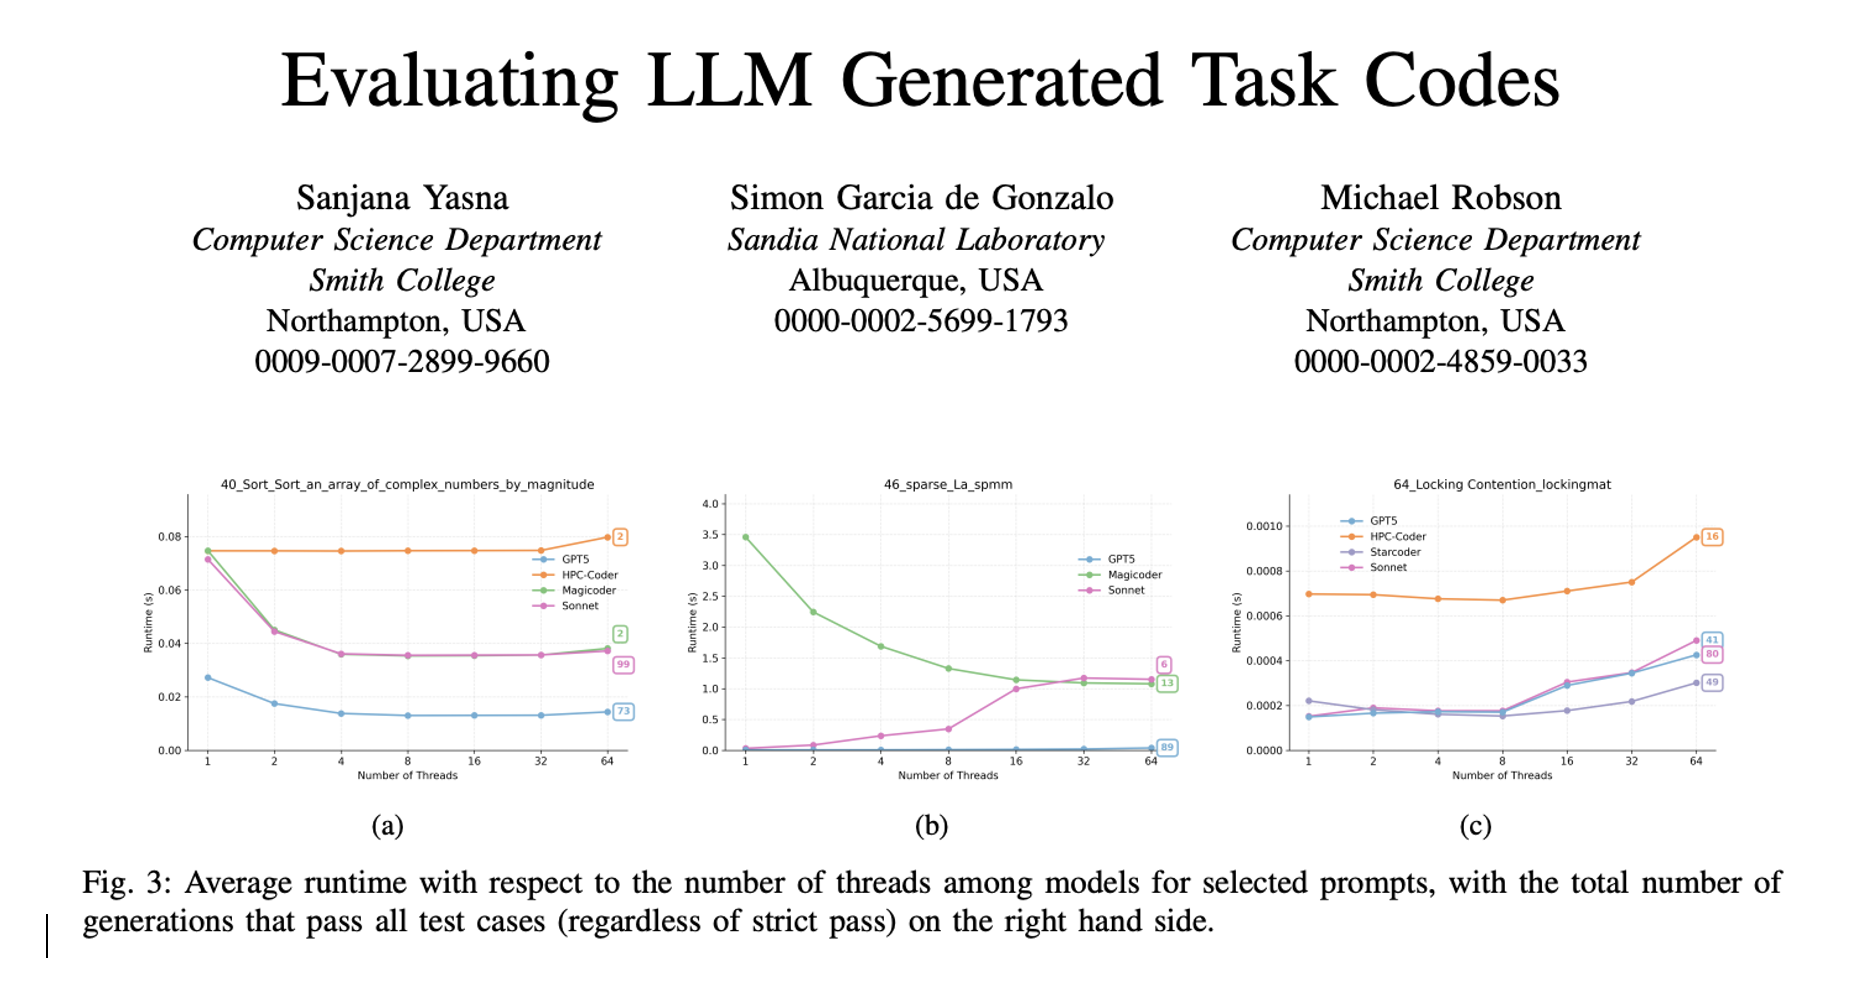 Evaluating LLM Generated Task Codes
Sanjana Yasna
Computer Science Department
Smith College
Northampton, USA
0009-0007-2899-9660
Simon Garcia de Gonzalo
Sandia National Laboratory
Albuquerque, USA
0000-0002-5699-1793
Michael Robson
Computer Science Department
Smith College
Northampton, USA
0000-0002-4859-0033
40_Sort_Sort_an_array_of_complex_numbers_by_magnitude
Runtime (s)
0.08
0.06
0.04
0.02
0.00
GPT5
HPC-Coder
Magicoder
Sonnet
2
2
99
73
1 2 4 8 16 32 64
Number of Threads
(a)
46_sparse_La_spmm
Runtime (s)
4.0
3.5
3.0
2.5
2.0
1.5
1.0
0.5
0.0
GPT5
Magicoder
Sonnet
6
13
89
1 2 4 8 16 32 64
Number of Threads
(b)
64_Locking Contention_lockingmat
Runtime (s)
0.0010
0.0008
0.0006
0.0004
0.0002
0.0000
GPT5
HPC-Coder
Starcoder
Sonnet
16
41
80
49
1 2 4 8 16 32 64
Number of Threads
(c)
Fig. 3: Average runtime with respect to the number of threads among models for selected prompts, with the total number of
generations that pass all test cases (regardless of strict pass) on the right hand side.